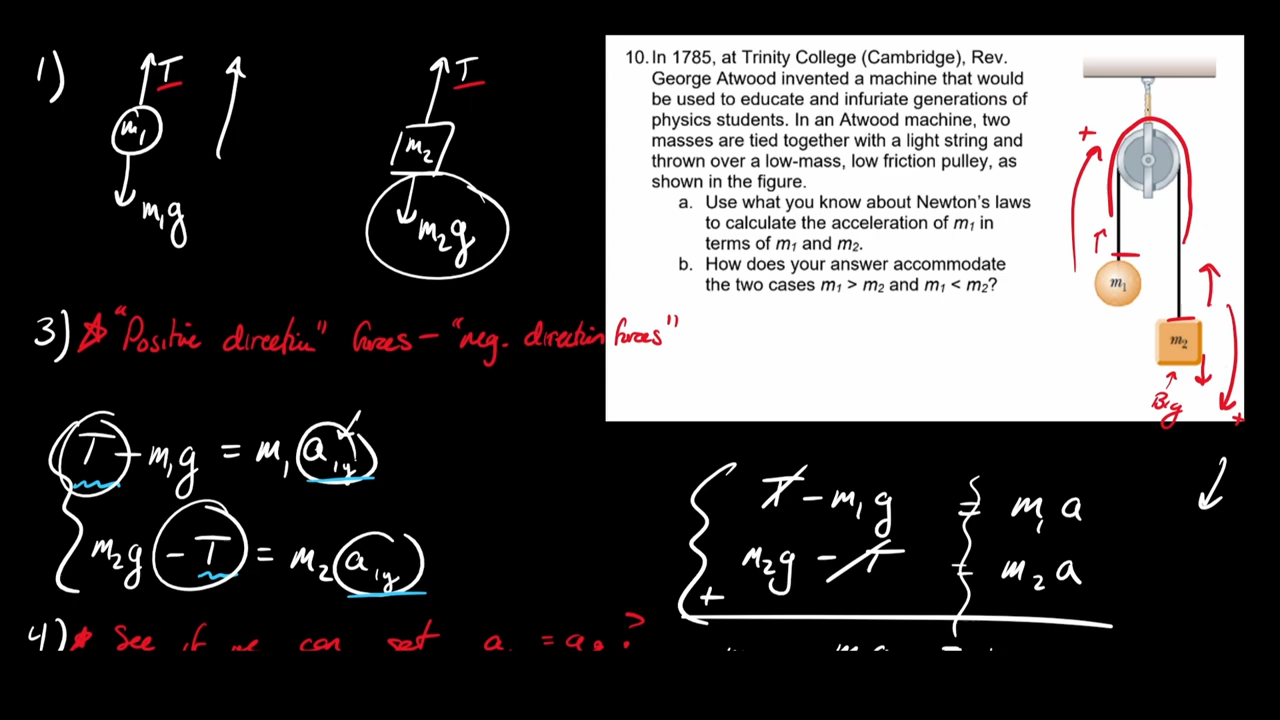 1)
T
m₁
m₁g
T
m₂
m₂g
3) "Positive direction" forces - "neg. direction forces"
T - m₁g = m₁ a₁y
m₂g - T = m₂ a₁y
4) See if we can set a = a₂?
10. In 1785, at Trinity College (Cambridge), Rev.
George Atwood invented a machine that would
be used to educate and infuriate generations of
physics students. In an Atwood machine, two
masses are tied together with a light string and
thrown over a low-mass, low friction pulley, as
shown in the figure.
a. Use what you know about Newton's laws
to calculate the acceleration of m₁ in
terms of m₁ and m₂.
b. How does your answer accommodate
the two cases m₁ > m₂ and m₁ < m₂?
+
m₁
m₂
Big
+
T - m₁g = m₁a
m₂g - T = m₂a
+